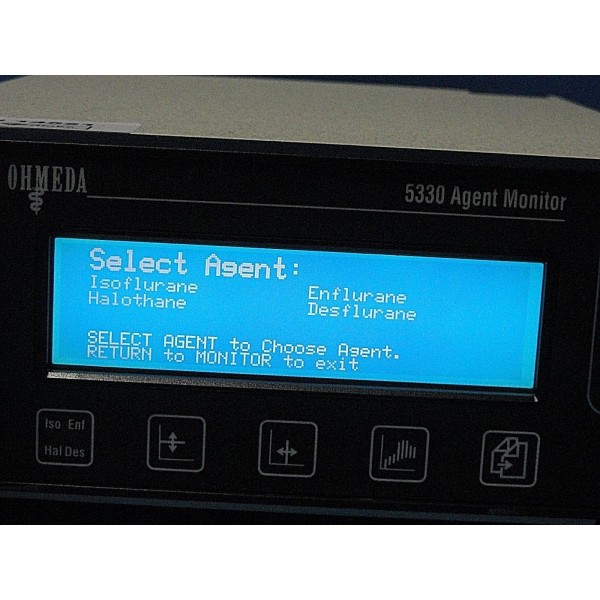 OHMEDA
5330 Agent Monitor
Select Agent:
Isoflurane Enflurane
Halothane Desflurane
SELECT AGENT to Choose Agent.
RETURN to MONITOR to exit
Iso Enf
Hal Des